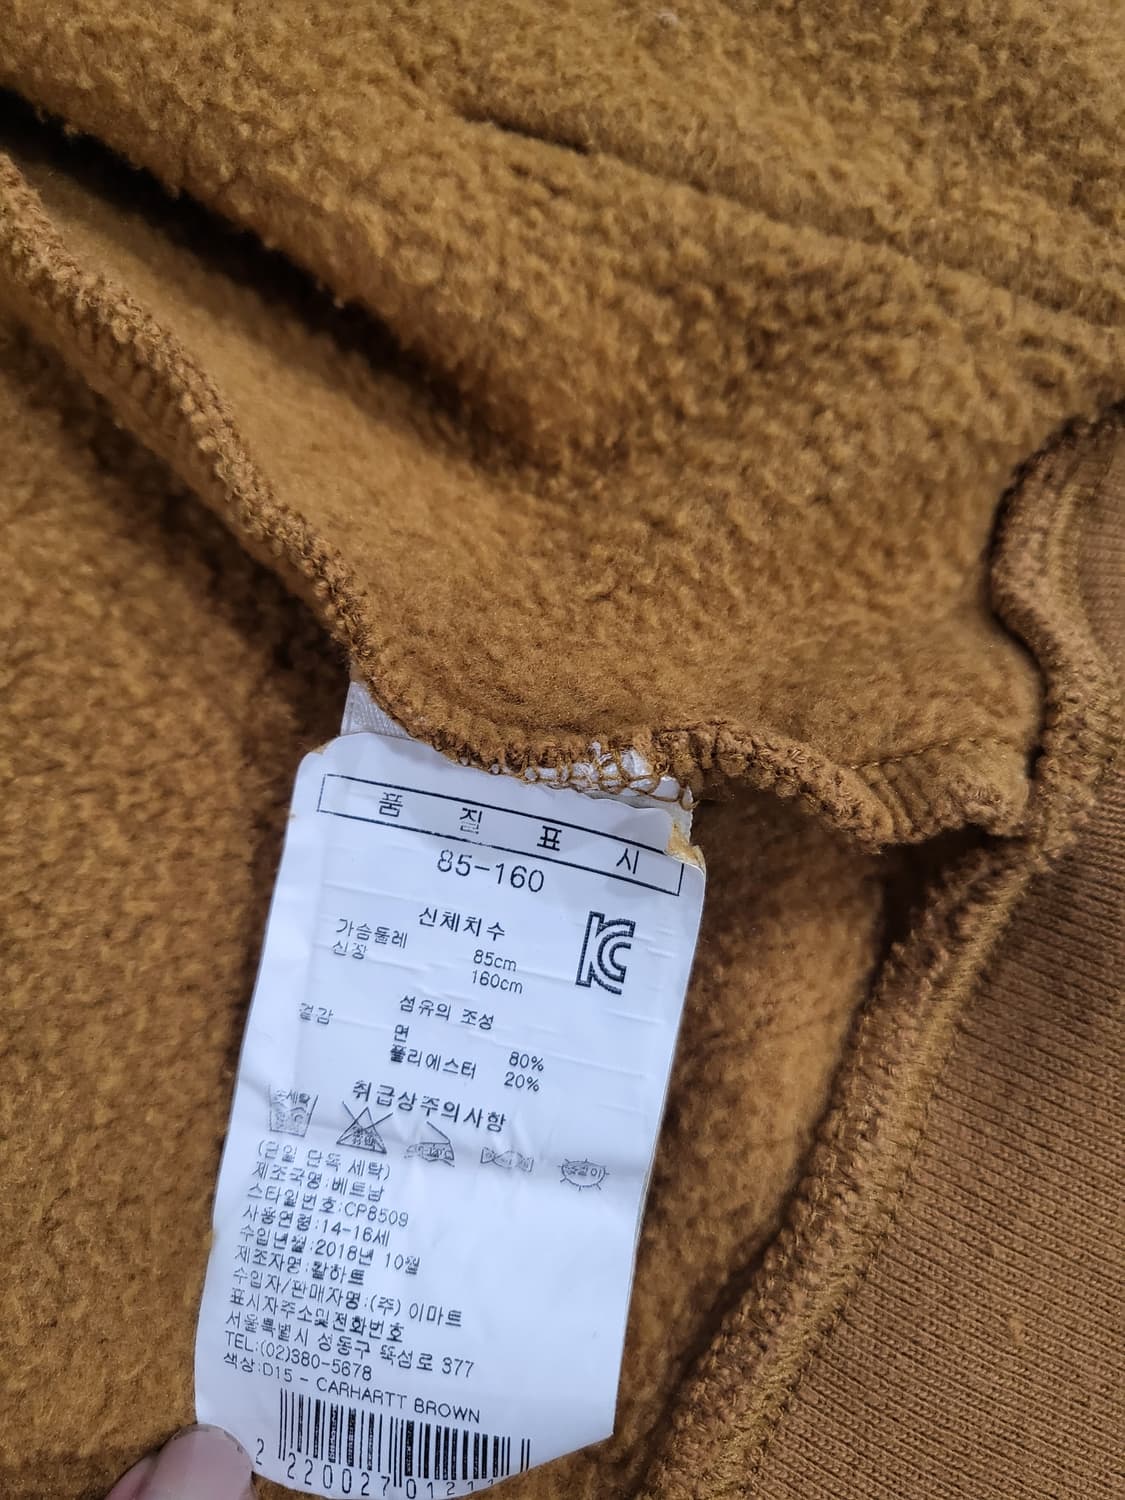 품 질 표 시
85-160
신체치수
가슴둘레 85cm
신장 160cm
섬유의 조성
겉감
면 80%
폴리에스터 20%
취급상주의사항
손세탁
(단일 단독 세탁)
제조국명:베트남
스타일번호:CP8509
사용연령:14-16세
수입년월:2018년 10월
제조자명:칼하트
수입자/판매자명:(주) 이마트
표시자주소및전화번호
서울특별시 성동구 뚝섬로 377
TEL:(02)380-5678
색상:D15 - CARHARTT BROWN
2 220027 0121